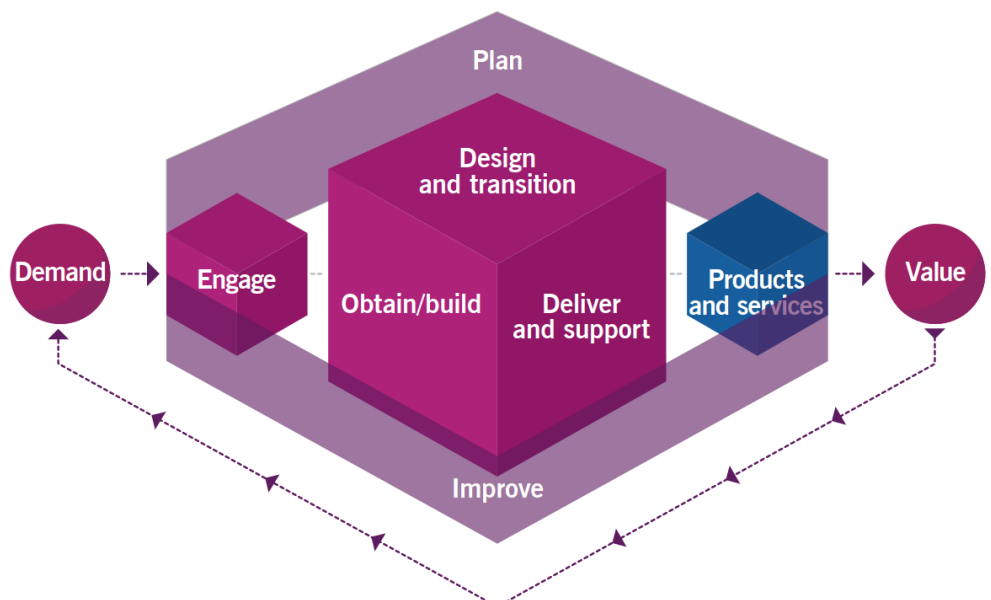 Plan
Design
and transition
Demand
Engage
Obtain/build
Deliver
and support
Products
and services
Value
Improve